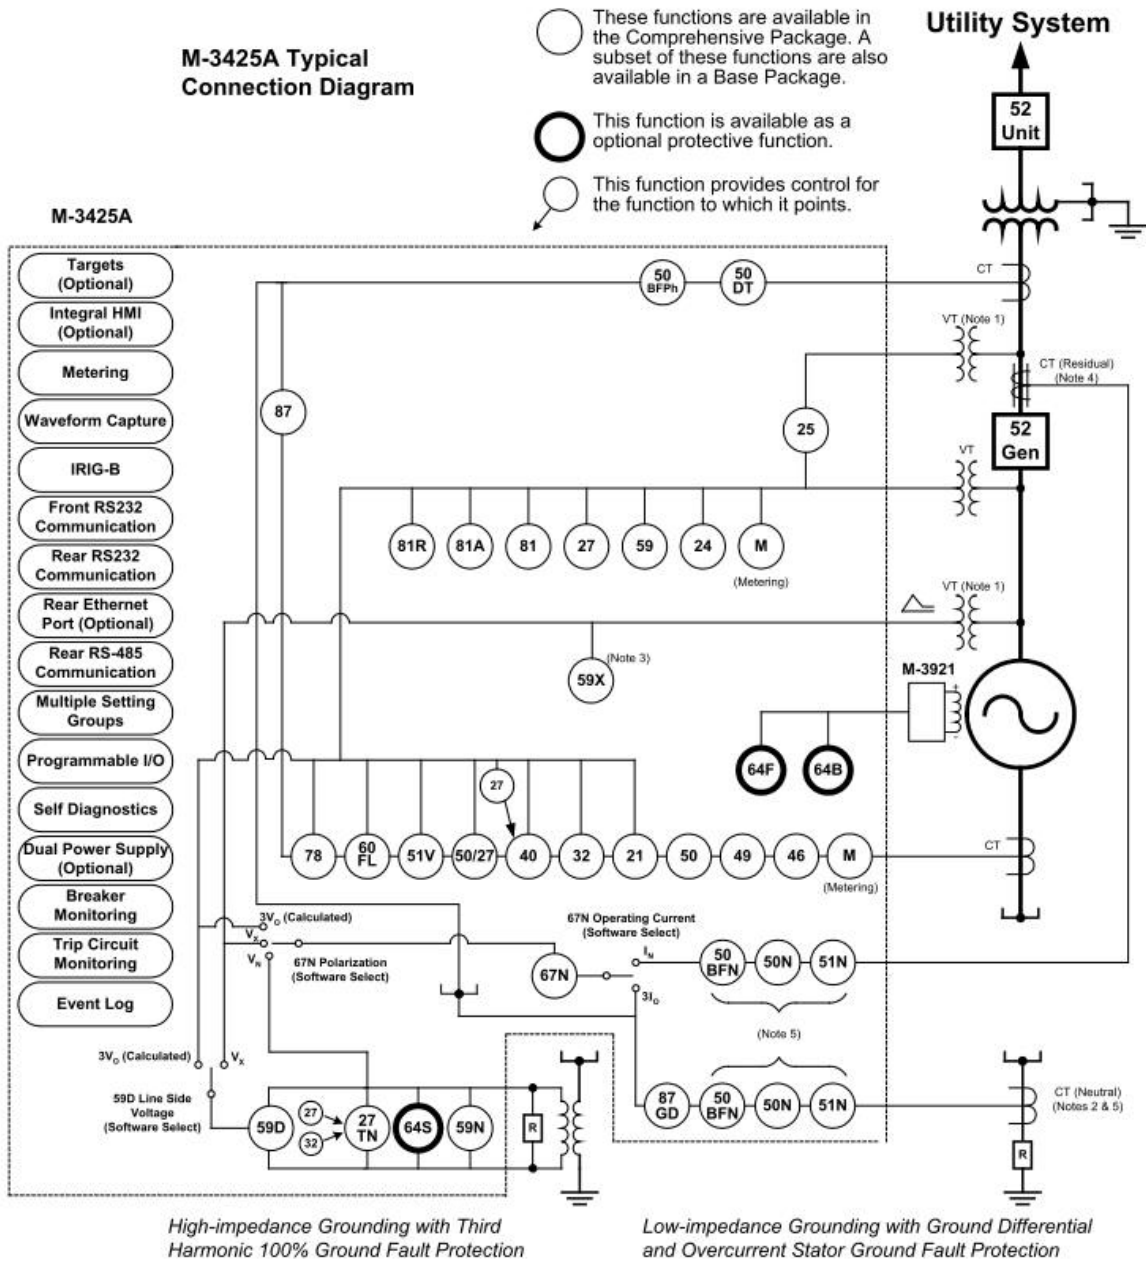 M-3425A Typical
Connection Diagram
These functions are available in
the Comprehensive Package. A
subset of these functions are also
available in a Base Package.
This function is available as a
optional protective function.
This function provides control for
the function to which it points.
Utility System
52
Unit
M-3425A
Targets
(Optional)
Integral HMI
(Optional)
Metering
Waveform Capture
IRIG-B
Front RS232
Communication
Rear RS232
Communication
Rear Ethernet
Port (Optional)
Rear RS-485
Communication
Multiple Setting
Groups
Programmable I/O
Self Diagnostics
Dual Power Supply
(Optional)
Breaker
Monitoring
Trip Circuit
Monitoring
Event Log
50
BFPh
50
DT
CT
VT (Note 1)
CT (Residual)
(Note 4)
87
25
52
Gen
VT
81R
81A
81
27
59
24
M
(Metering)
VT (Note 1)
59X
(Note 3)
M-3921
+
-
64F
64B
27
78
60
FL
51V
50/27
40
32
21
50
49
46
M
(Metering)
CT
3VO (Calculated)
VX
VN
67N Polarization
(Software Select)
67N Operating Current
(Software Select)
67N
IN
3IO
50
BFN
50N
51N
(Note 5)
3VO (Calculated)
VX
59D Line Side
Voltage
(Software Select)
59D
27
32
27
TN
64S
59N
R
87
GD
50
BFN
50N
51N
CT (Neutral)
(Notes 2 & 5)
R
High-impedance Grounding with Third
Harmonic 100% Ground Fault Protection
Low-impedance Grounding with Ground Differential
and Overcurrent Stator Ground Fault Protection